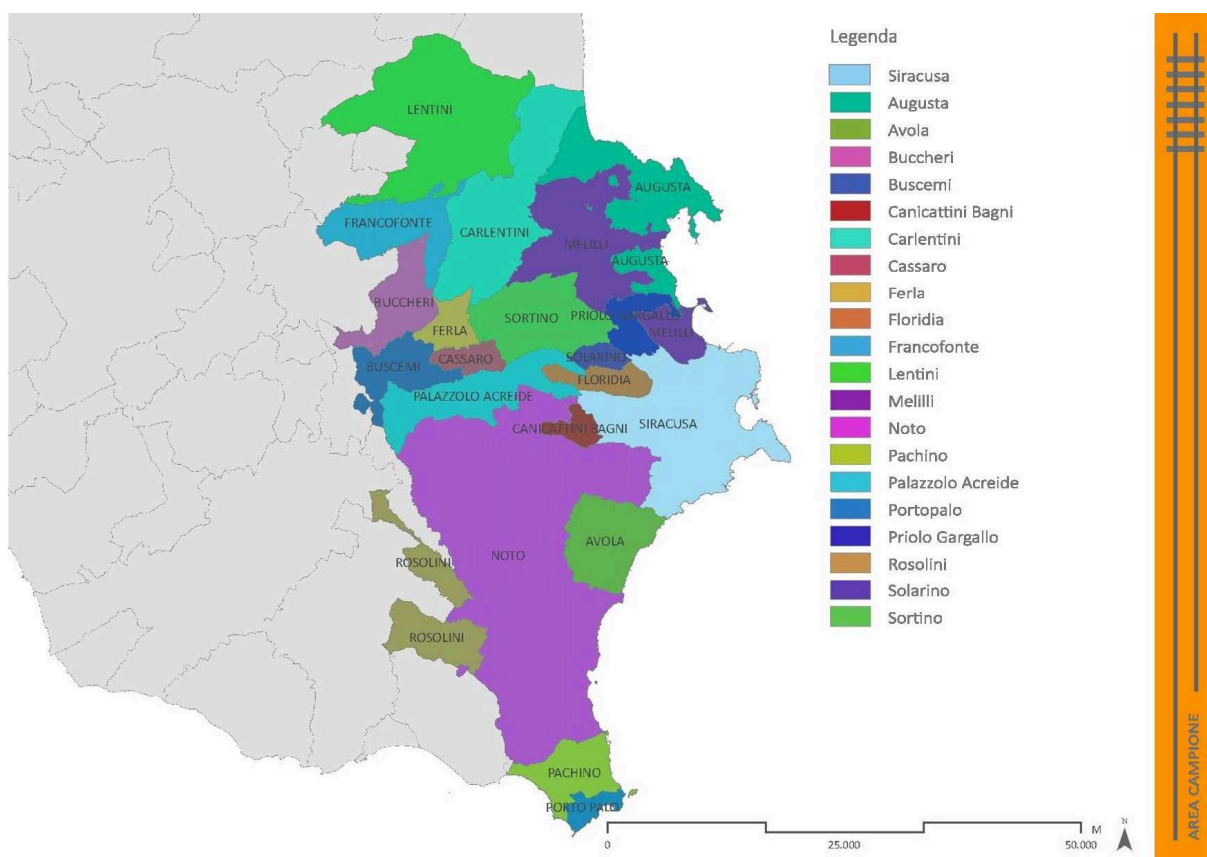 LENTINI
FRANCOFONTE
CARLENTINI
AUGUSTA
MELILLI
AUGUSTA
BUCCHERI
FERLA
SORTINO
PRIOLO GARGALLO
MELILLI
BUSCEMI
CASSARO
SOLARINO
FLORIDIA
PALAZZOLO ACREIDE
CANICATTINI BAGNI
SIRACUSA
NOTO
AVOLA
ROSOLINI
ROSOLINI
PACHINO
PORTO PALO
Legenda
Siracusa
Augusta
Avola
Buccheri
Buscemi
Canicattini Bagni
Carlentini
Cassaro
Ferla
Floridia
Francofonte
Lentini
Melilli
Noto
Pachino
Palazzolo Acreide
Portopalo
Priolo Gargallo
Rosolini
Solarino
Sortino
M
N
0
25.000
50.000
AREA CAMPIONE